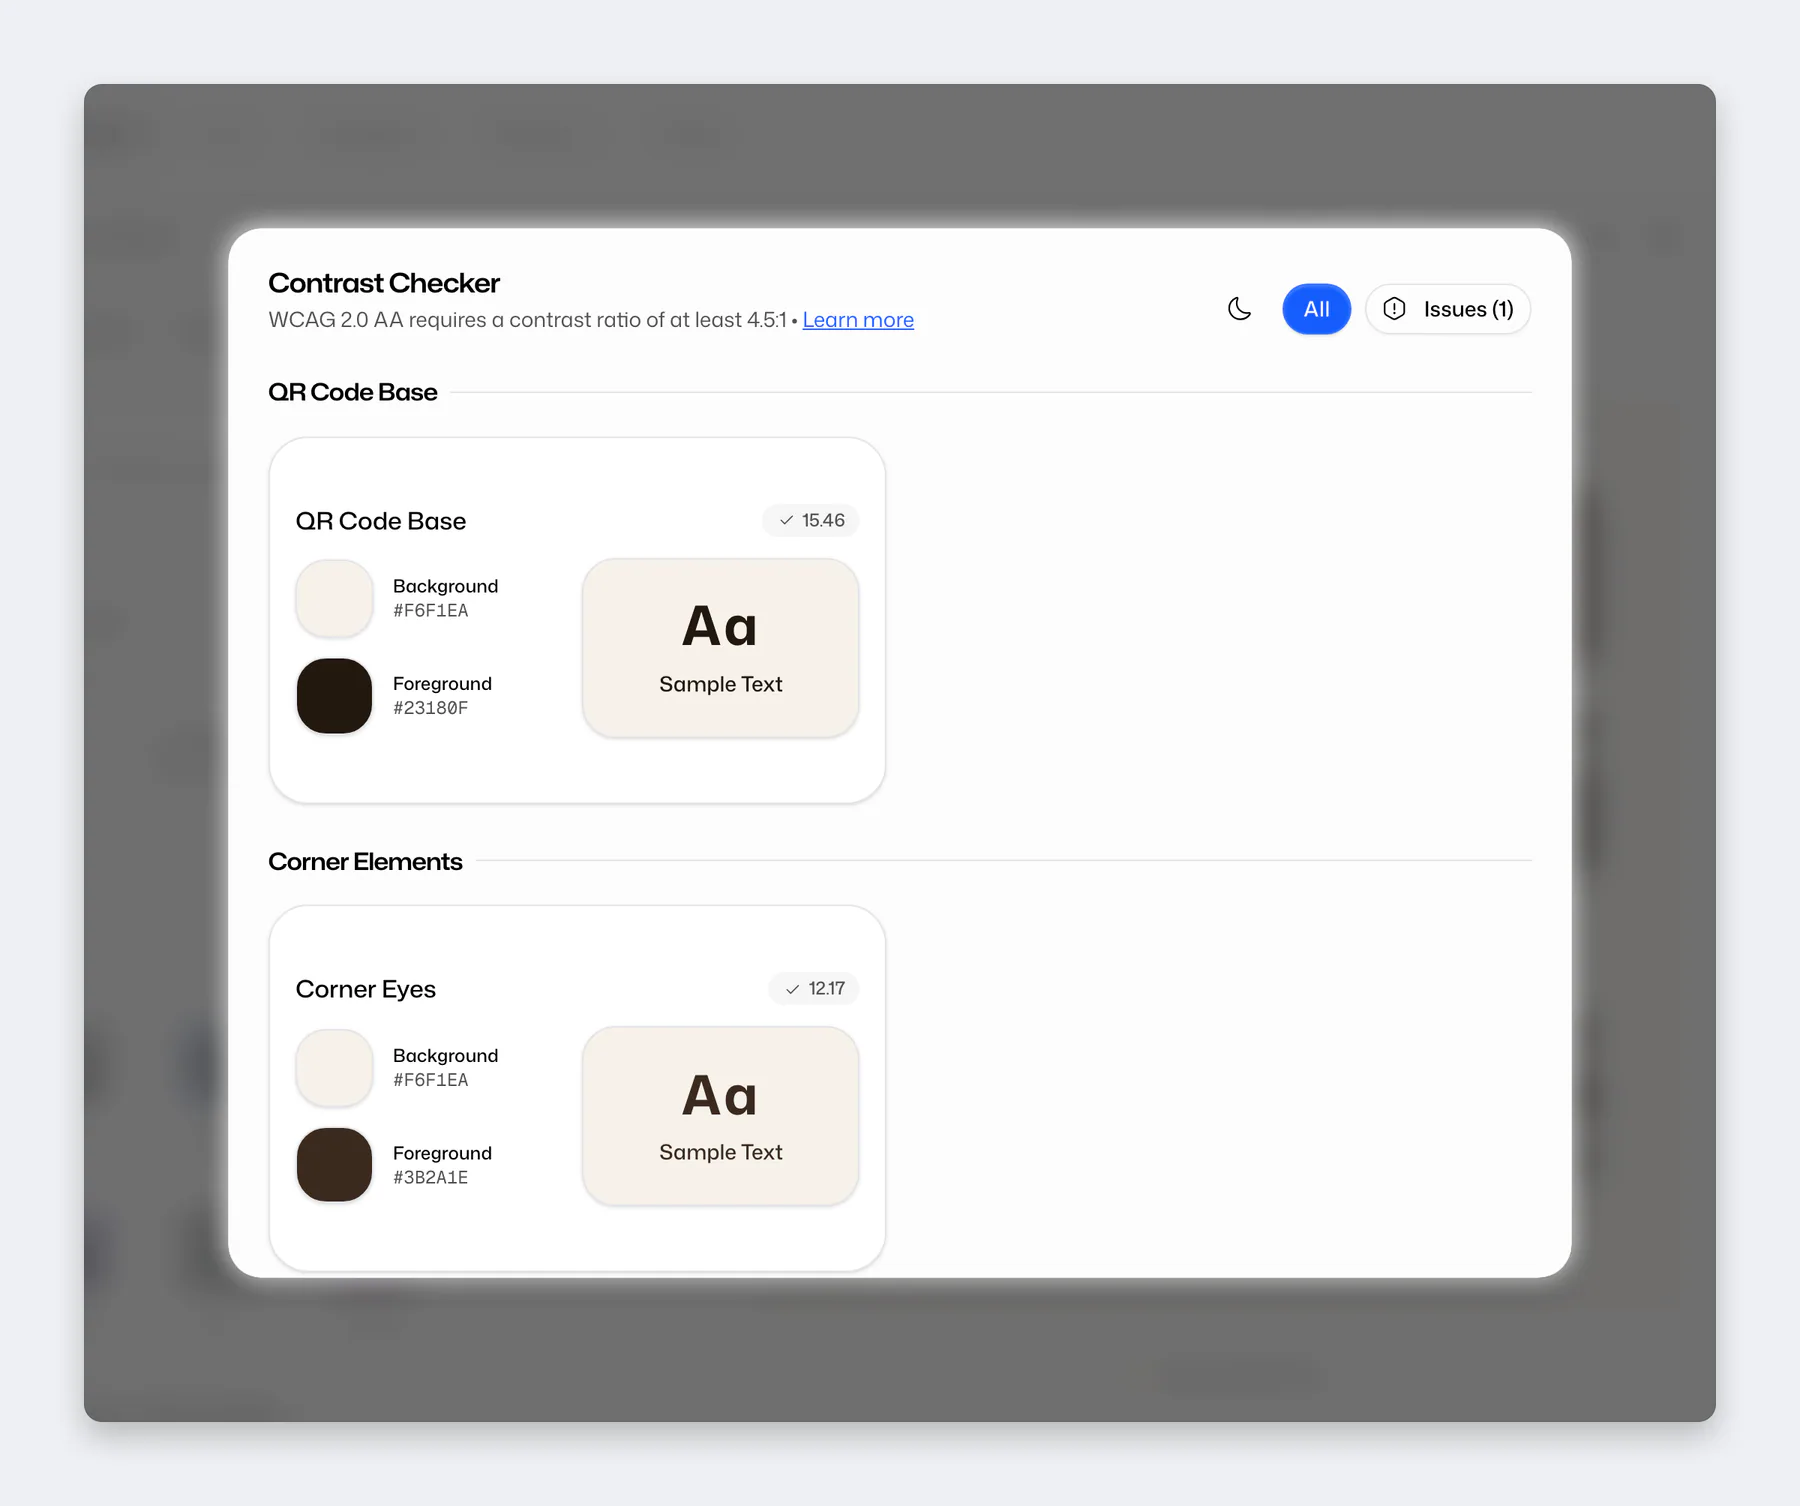 Contrast Checker
WCAG 2.0 AA requires a contrast ratio of at least 4.5:1 • Learn more
All
Issues (1)
QR Code Base
QR Code Base
15.46
Background
#F6F1EA
Foreground
#23180F
Aa
Sample Text
Corner Elements
Corner Eyes
12.17
Background
#F6F1EA
Foreground
#3B2A1E
Aa
Sample Text